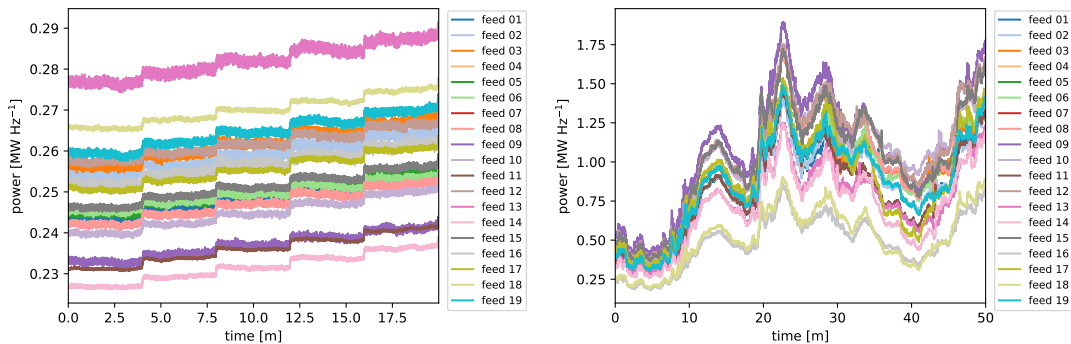 0.29
0.28
0.27
0.26
0.25
0.24
0.23
power [MW Hz⁻¹]
0.0 2.5 5.0 7.5 10.0 12.5 15.0 17.5
time [m]
feed 01
feed 02
feed 03
feed 04
feed 05
feed 06
feed 07
feed 08
feed 09
feed 10
feed 11
feed 12
feed 13
feed 14
feed 15
feed 16
feed 17
feed 18
feed 19
1.75
1.50
1.25
1.00
0.75
0.50
0.25
power [MW Hz⁻¹]
0 10 20 30 40 50
time [m]
feed 01
feed 02
feed 03
feed 04
feed 05
feed 06
feed 07
feed 08
feed 09
feed 10
feed 11
feed 12
feed 13
feed 14
feed 15
feed 16
feed 17
feed 18
feed 19